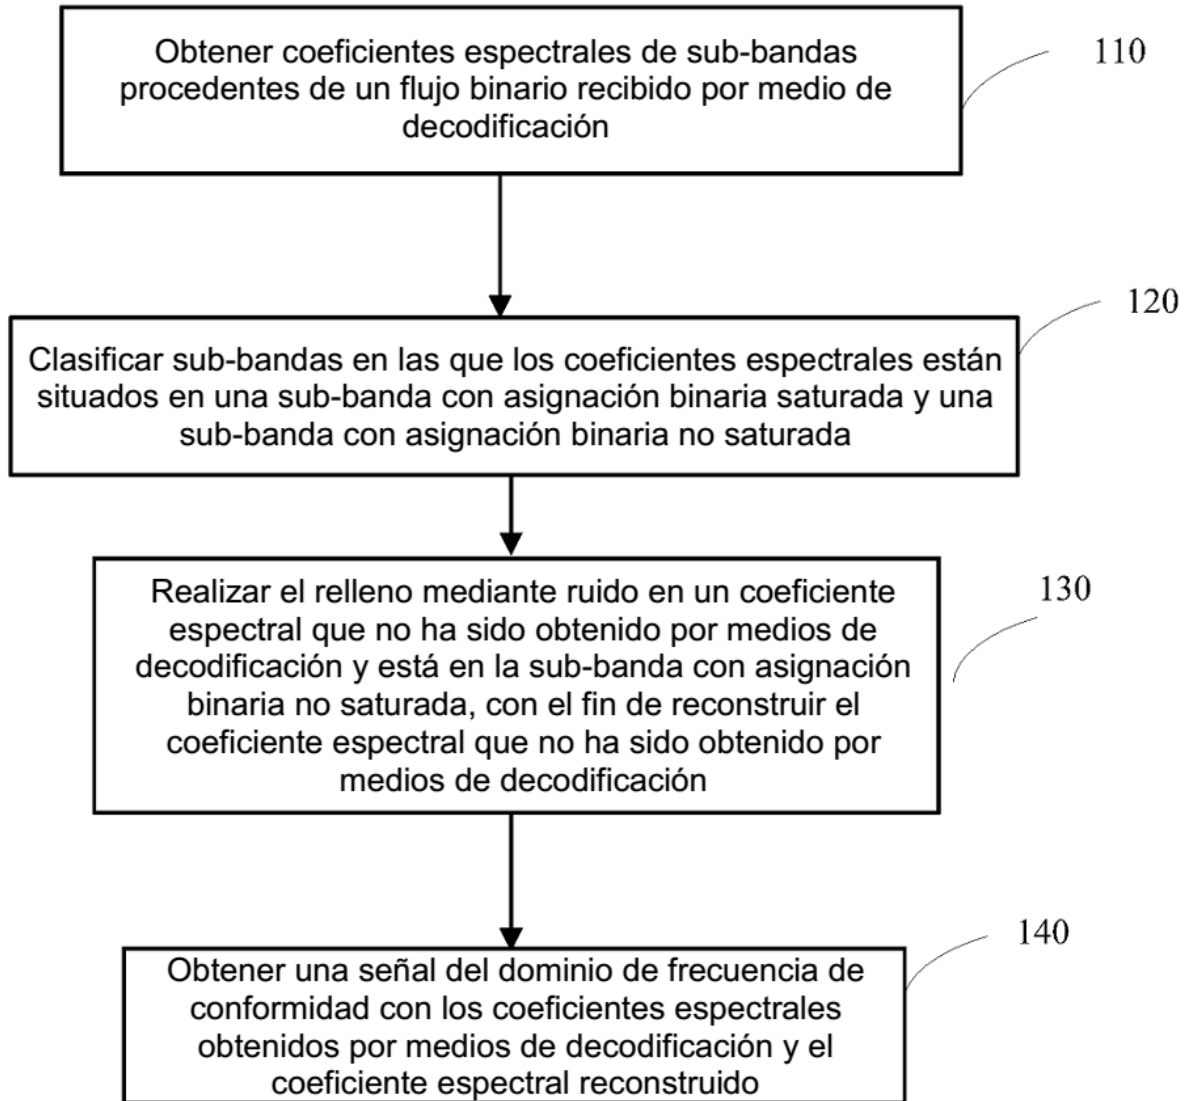 Obtener coeficientes espectrales de sub-bandas
procedentes de un flujo binario recibido por medio de
decodificación
110
Clasificar sub-bandas en las que los coeficientes espectrales están
situados en una sub-banda con asignación binaria saturada y una
sub-banda con asignación binaria no saturada
120
Realizar el relleno mediante ruido en un coeficiente
espectral que no ha sido obtenido por medios de
decodificación y está en la sub-banda con asignación
binaria no saturada, con el fin de reconstruir el
coeficiente espectral que no ha sido obtenido por
medios de decodificación
130
Obtener una señal del dominio de frecuencia de
conformidad con los coeficientes espectrales
obtenidos por medios de decodificación y el
coeficiente espectral reconstruido
140